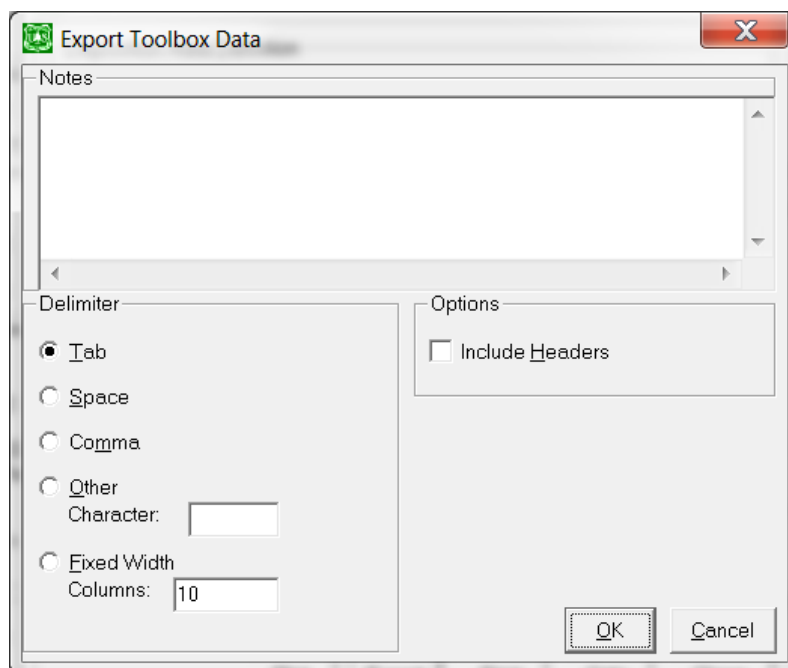 Export Toolbox Data
Notes
Delimiter
Options
Tab
Include Headers
Space
Comma
Other
Character:
Fixed Width
Columns: 10
OK
Cancel